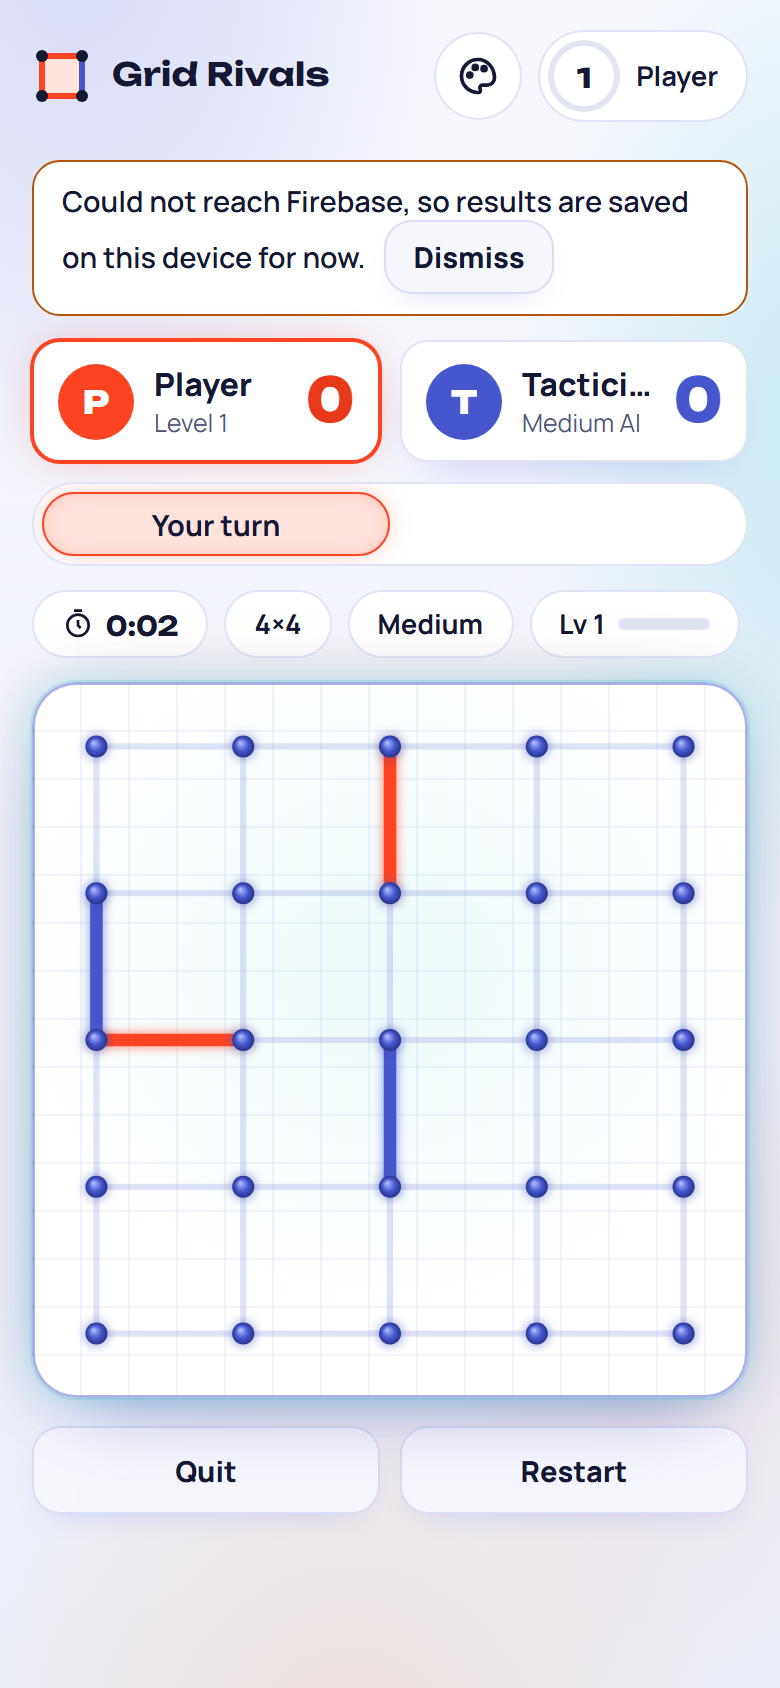 Grid Rivals
1 Player
Could not reach Firebase, so results are saved
on this device for now. Dismiss
P Player 0
Level 1
T Tactici... 0
Medium AI
Your turn
0:02 4×4 Medium Lv 1
Quit Restart